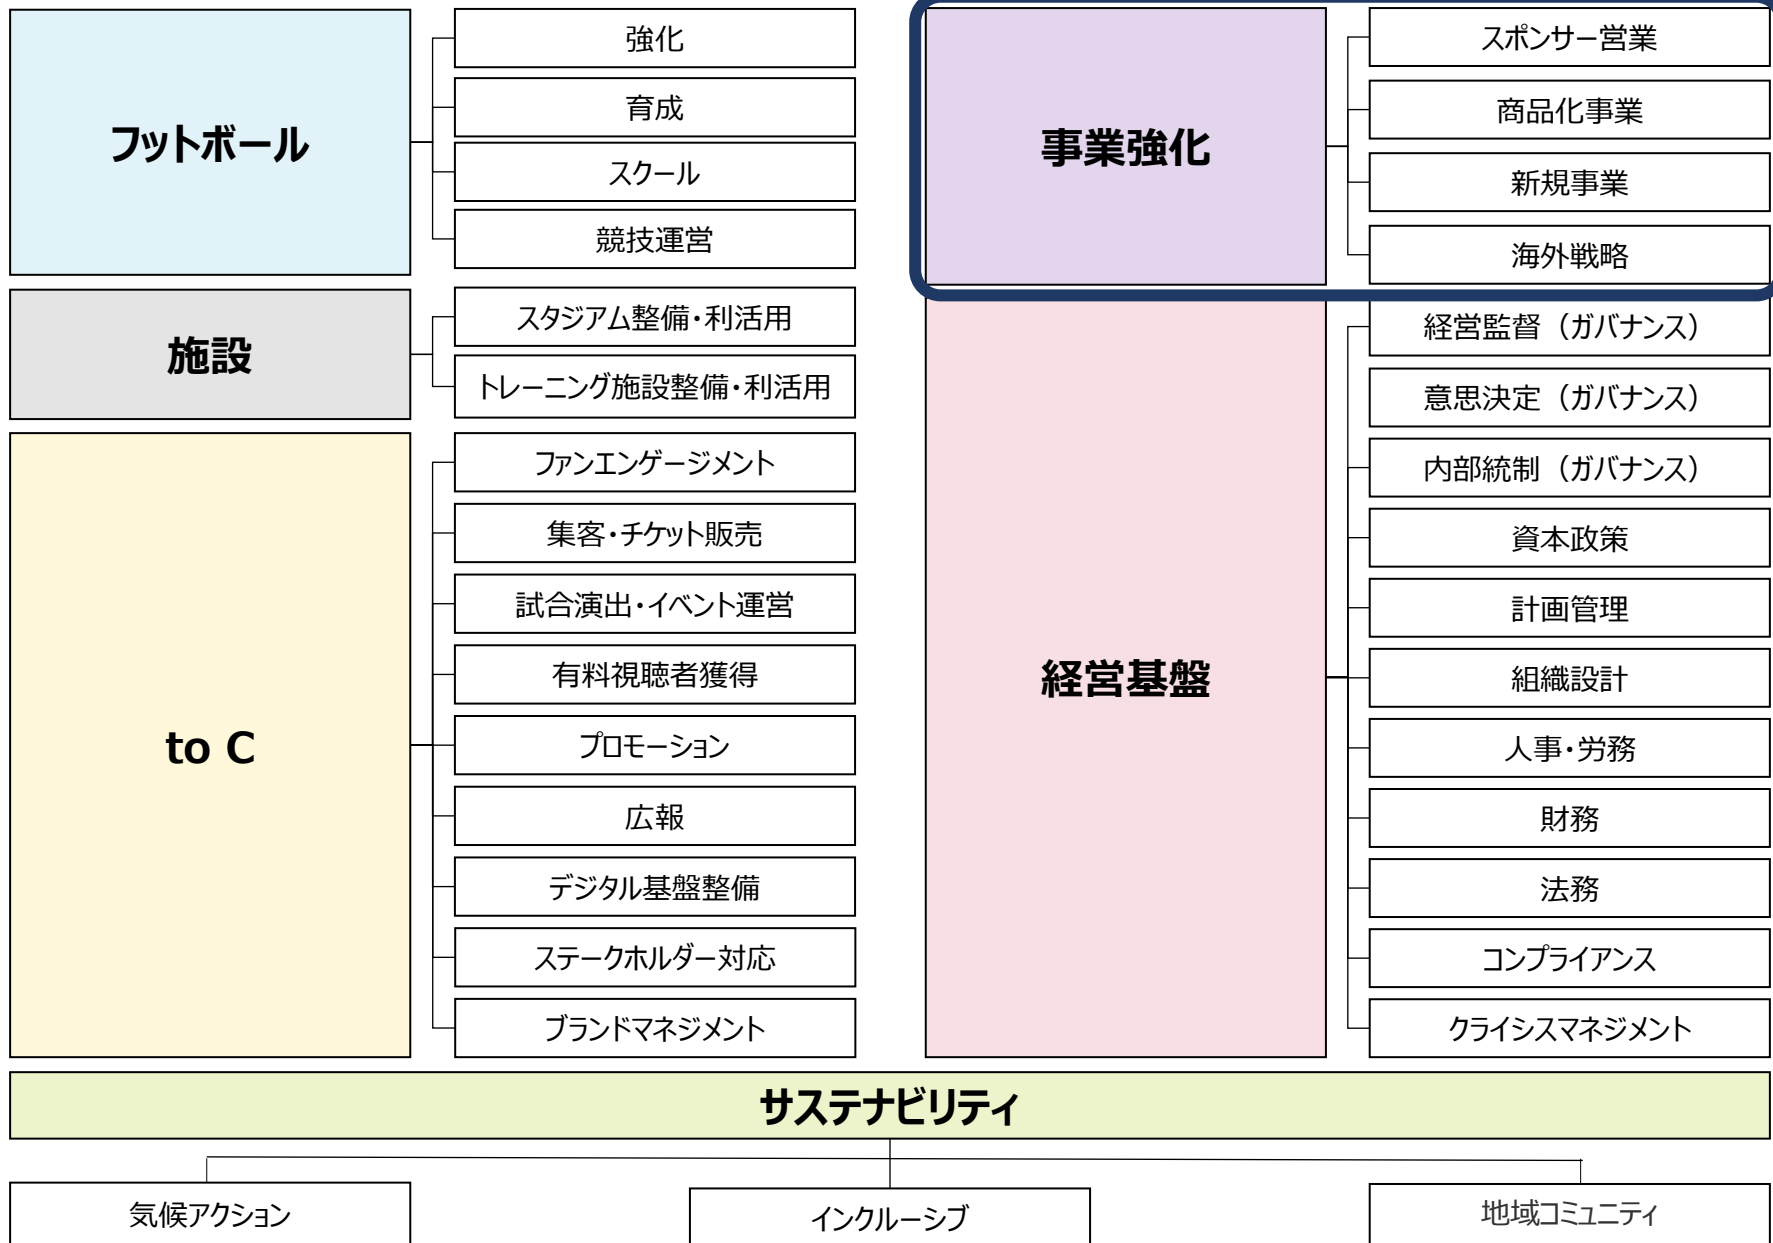 フットボール
強化
育成
スクール
競技運営
施設
スタジアム整備・利活用
トレーニング施設整備・利活用
to C
ファンエンゲージメント
集客・チケット販売
試合演出・イベント運営
有料視聴者獲得
プロモーション
広報
デジタル基盤整備
ステークホルダー対応
ブランドマネジメント
事業強化
スポンサー営業
商品化事業
新規事業
海外戦略
経営基盤
経営監督（ガバナンス）
意思決定（ガバナンス）
内部統制（ガバナンス）
資本政策
計画管理
組織設計
人事・労務
財務
法務
コンプライアンス
クライシスマネジメント
サステナビリティ
気候アクション
インクルーシブ
地域コミュニティ